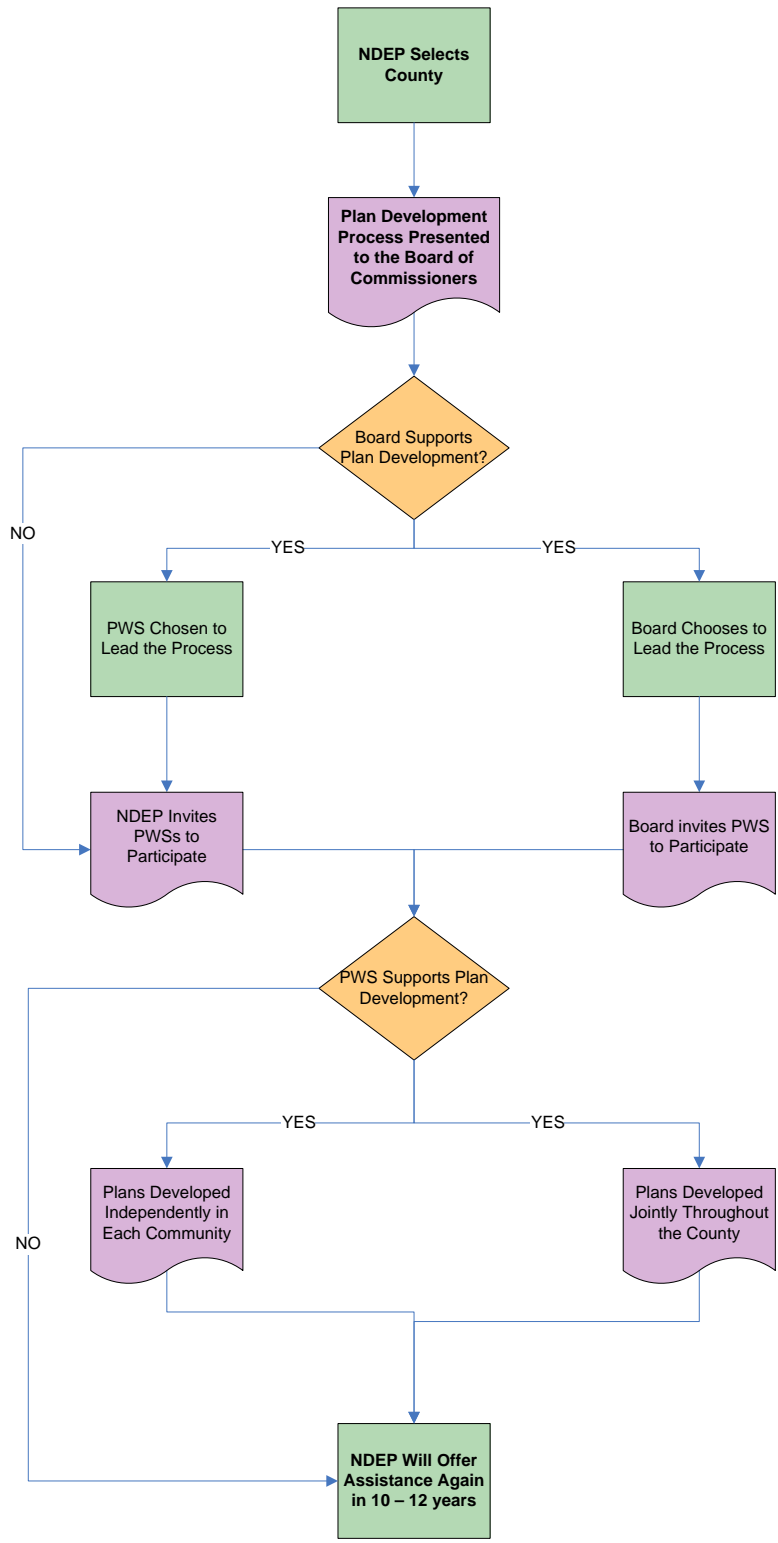 NDEP Selects
County
Plan Development
Process Presented
to the Board of
Commissioners
Board Supports
Plan Development?
NO
YES
YES
PWS Chosen to
Lead the Process
Board Chooses to
Lead the Process
NDEP Invites
PWSs to
Participate
Board invites PWS
to Participate
PWS Supports Plan
Development?
YES
YES
Plans Developed
Independently in
Each Community
Plans Developed
Jointly Throughout
the County
NO
NDEP Will Offer
Assistance Again
in 10 – 12 years